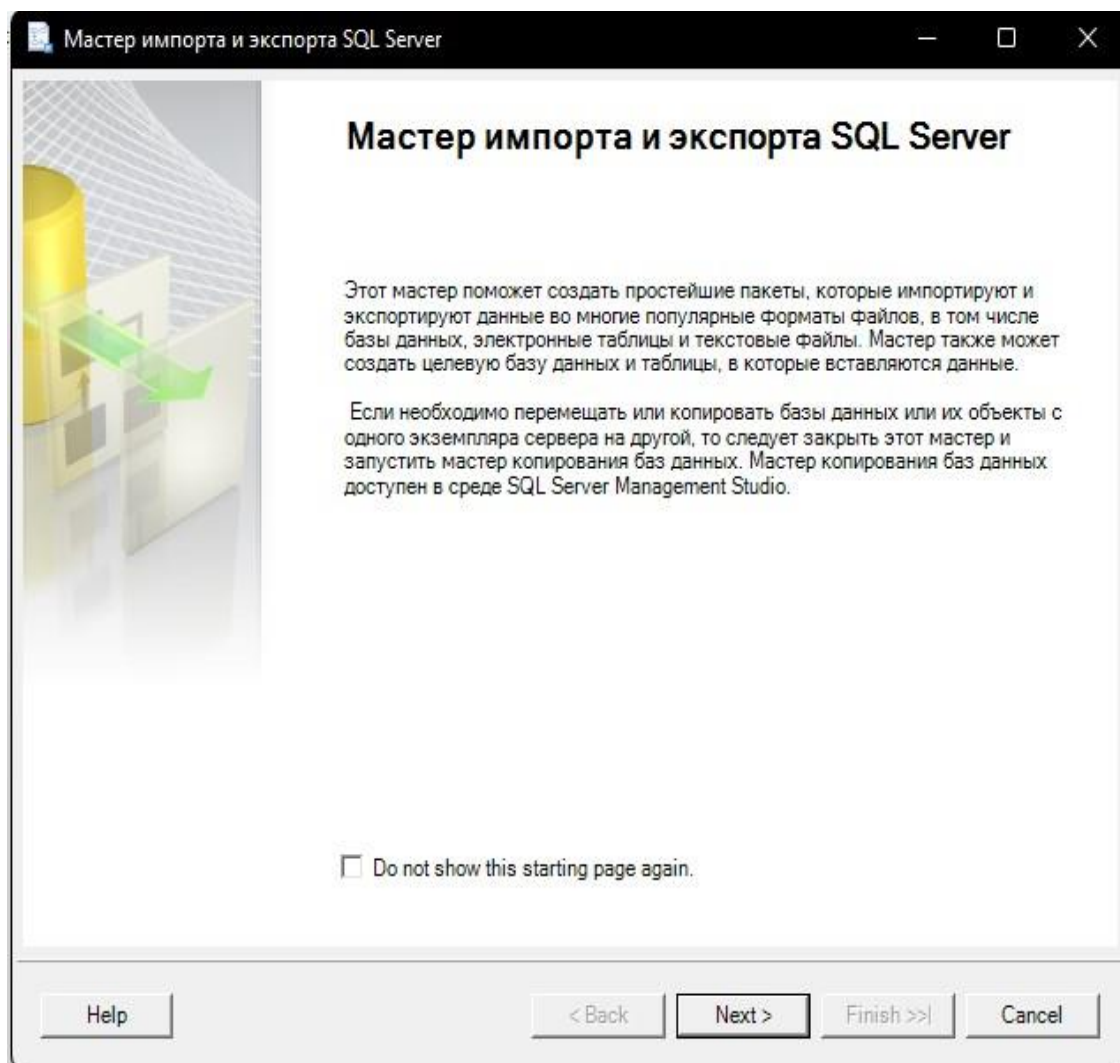 Мастер импорта и экспорта SQL Server
Мастер импорта и экспорта SQL Server
Этот мастер поможет создать простейшие пакеты, которые импортируют и
экспортируют данные во многие популярные форматы файлов, в том числе
базы данных, электронные таблицы и текстовые файлы. Мастер также может
создать целевую базу данных и таблицы, в которые вставляются данные.
Если необходимо перемещать или копировать базы данных или их объекты с
одного экземпляра сервера на другой, то следует закрыть этот мастер и
запустить мастер копирования баз данных. Мастер копирования баз данных
доступен в среде SQL Server Management Studio.
Do not show this starting page again.
Help
< Back
Next >
Finish >>|
Cancel